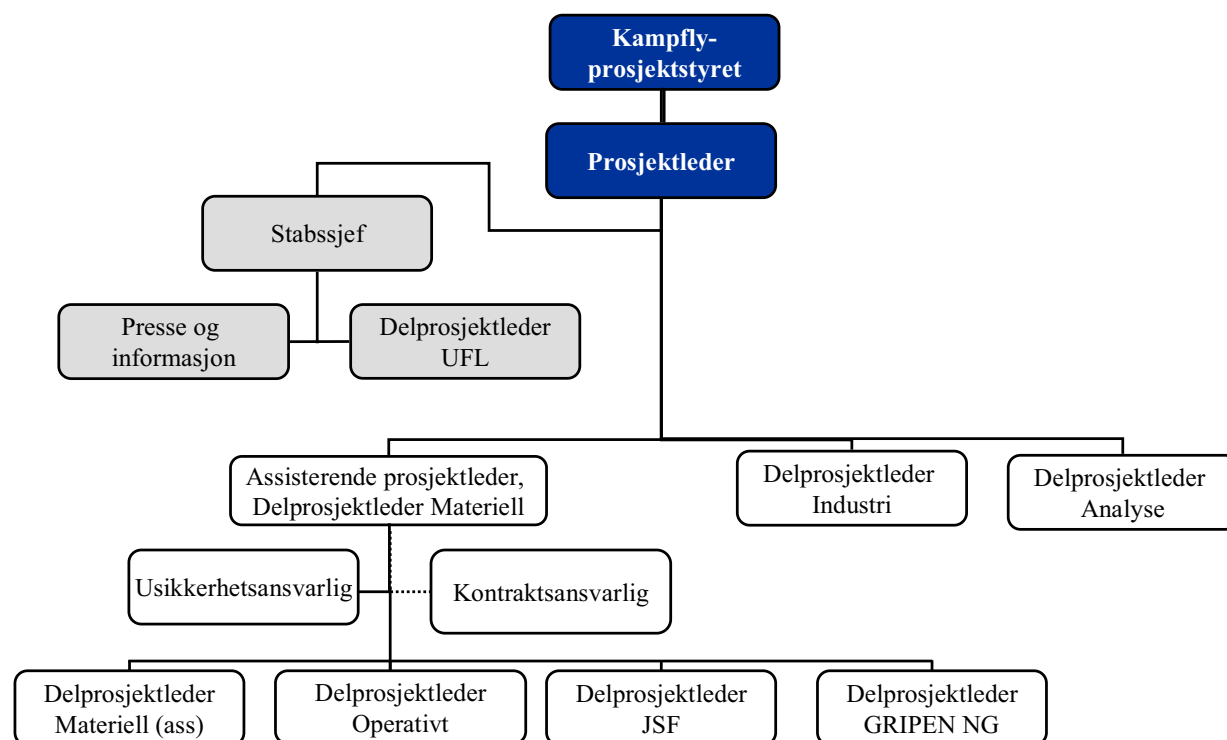 Kampfly-
prosjektstyret
Prosjektleder
Stabssjef
Presse og
informasjon
Delprosjektleder
UFL
Assisterende prosjektleder,
Delprosjektleder Materiell
Delprosjektleder
Industri
Delprosjektleder
Analyse
Usikkerhetsansvarlig
Kontraktsansvarlig
Delprosjektleder
Materiell (ass)
Delprosjektleder
Operativt
Delprosjektleder
JSF
Delprosjektleder
GRIPEN NG